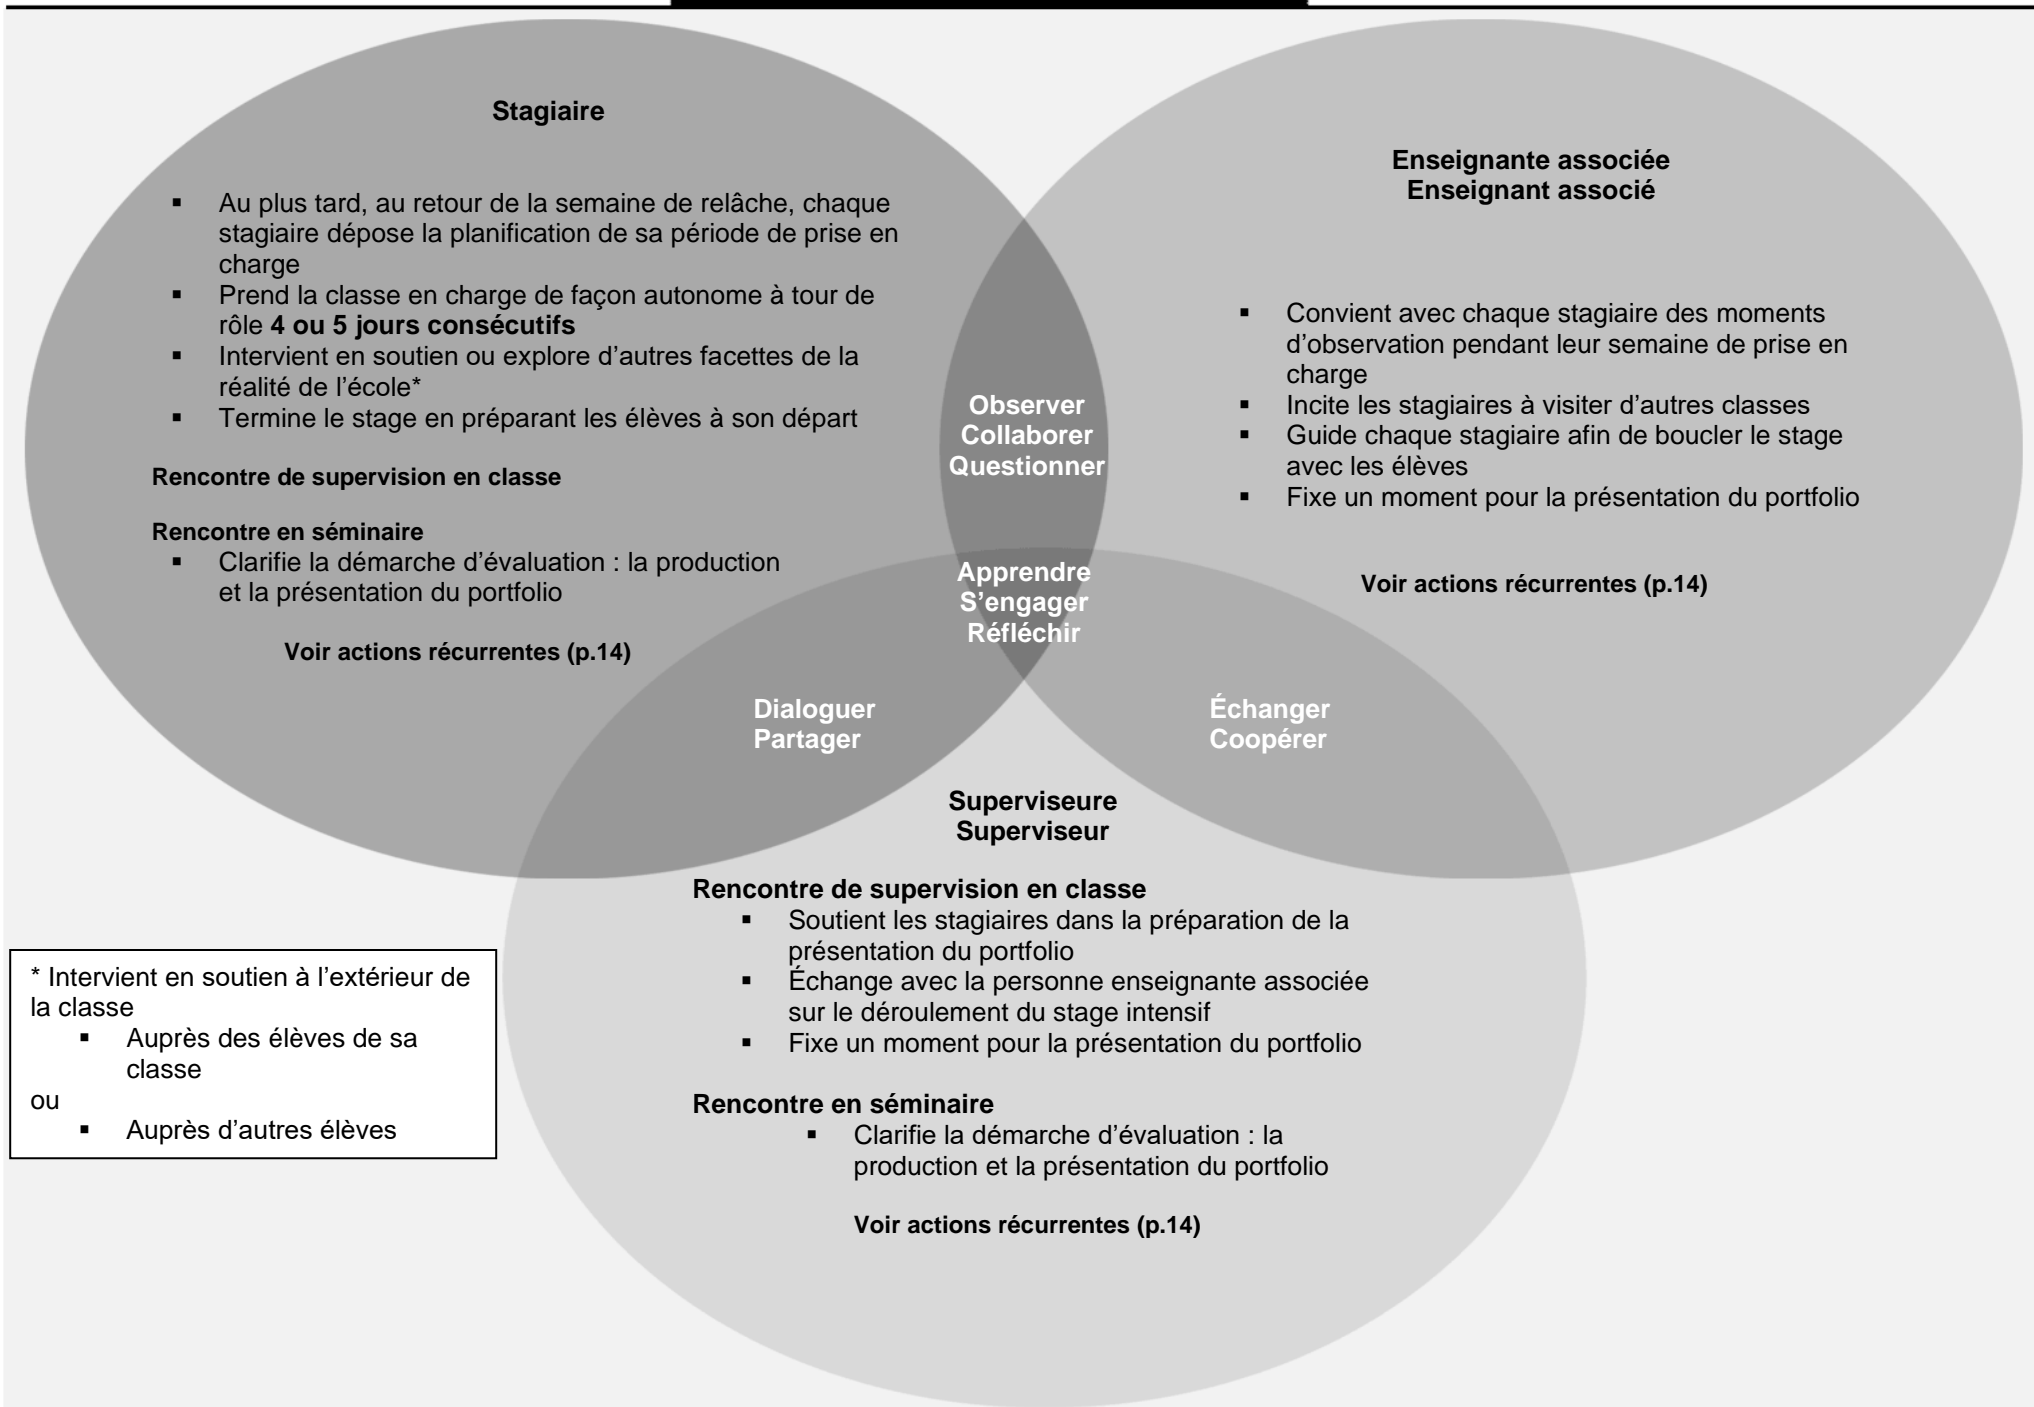 Stagiaire
▪ Au plus tard, au retour de la semaine de relâche, chaque
stagiaire dépose la planification de sa période de prise en
charge
▪ Prend la classe en charge de façon autonome à tour de
rôle 4 ou 5 jours consécutifs
▪ Intervient en soutien ou explore d’autres facettes de la
réalité de l’école*
▪ Termine le stage en préparant les élèves à son départ
Rencontre de supervision en classe
Rencontre en séminaire
▪ Clarifie la démarche d’évaluation : la production
et la présentation du portfolio
Voir actions récurrentes (p.14)
Enseignante associée
Enseignant associé
▪ Convient avec chaque stagiaire des moments
d’observation pendant leur semaine de prise en
charge
▪ Incite les stagiaires à visiter d’autres classes
▪ Guide chaque stagiaire afin de boucler le stage
avec les élèves
▪ Fixe un moment pour la présentation du portfolio
Voir actions récurrentes (p.14)
Observer
Collaborer
Questionner
Apprendre
S’engager
Réfléchir
Dialoguer
Partager
Échanger
Coopérer
Superviseure
Superviseur
Rencontre de supervision en classe
▪ Soutient les stagiaires dans la préparation de la
présentation du portfolio
▪ Échange avec la personne enseignante associée
sur le déroulement du stage intensif
▪ Fixe un moment pour la présentation du portfolio
Rencontre en séminaire
▪ Clarifie la démarche d’évaluation : la
production et la présentation du portfolio
Voir actions récurrentes (p.14)
* Intervient en soutien à l’extérieur de
la classe
▪ Auprès des élèves de sa
classe
ou
▪ Auprès d’autres élèves